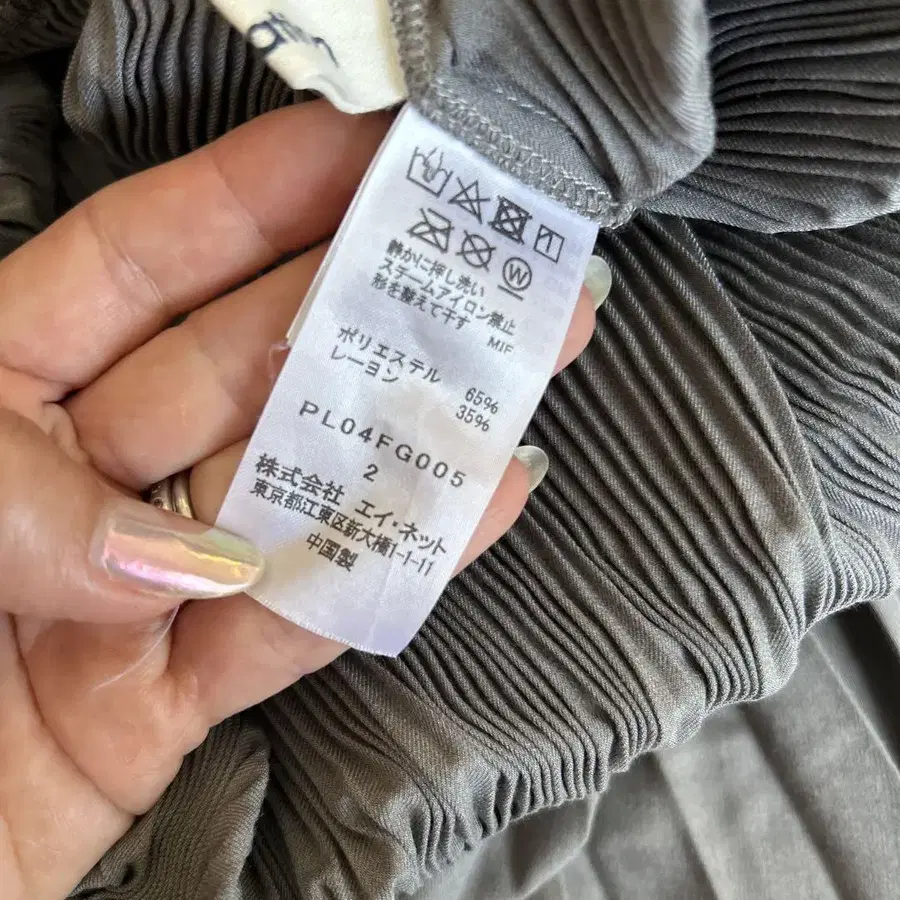 静かに押し洗い
スチームアイロン禁止
形を整えて干す
MIF
ポリエステル 65%
レーヨン 35%
PL04FG005
2
株式会社 エイ・ネット
東京都江東区新大橋1-1-11
中国製